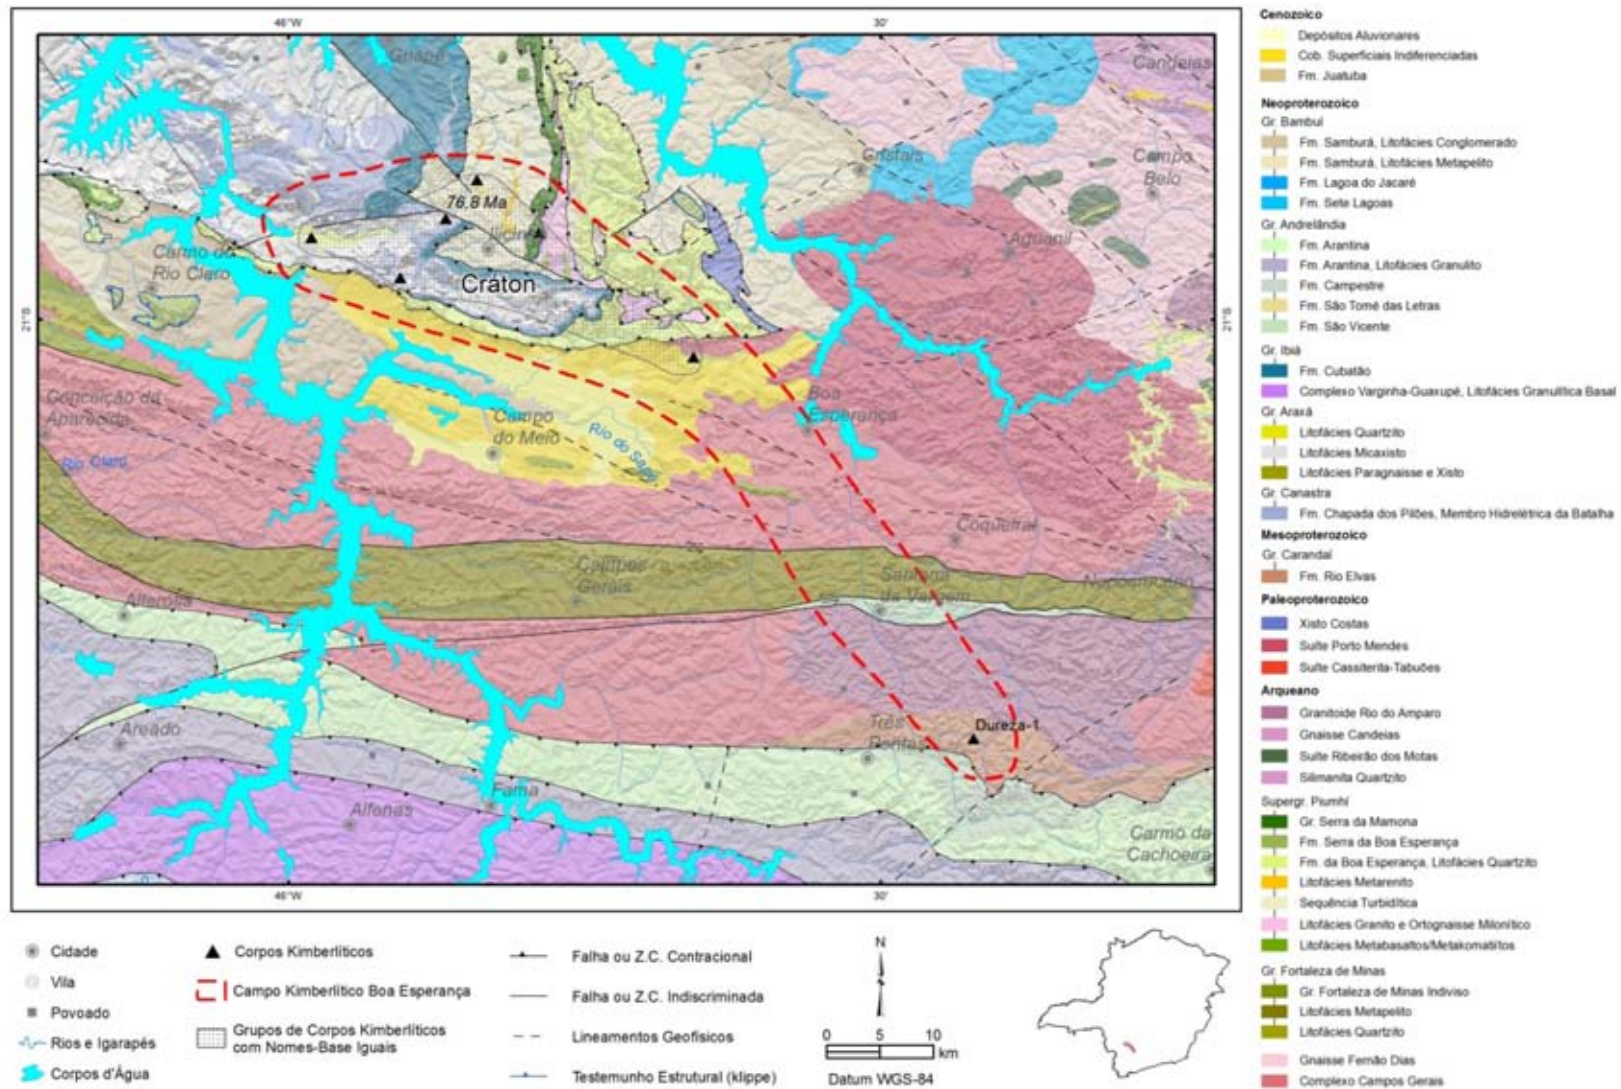 46°W
30'
Guapé
Candeias
Cristais
Campo
Belo
76,8 Ma
Ilicínea
Aguanil
Carmo do
Rio Claro
Cráton
21°S
21°S
Conceição da
Aparecida
Boa
Esperança
Campo
do Meio
Rio do Sapé
Rio Claro
Coqueiral
Campos
Gerais
Santana
da Vargem
Nepomuceno
Alterosa
Areado
Três
Pontas
Dureza-1
Fama
Alfenas
Carmo da
Cachoeira
46°W
30'
Cenozoico
Depósitos Aluvionares
Cob. Superficiais Indiferenciadas
Fm. Juatuba
Neoproterozoico
Gr. Bambuí
Fm. Samburá, Litofácies Conglomerado
Fm. Samburá, Litofácies Metapelito
Fm. Lagoa do Jacaré
Fm. Sete Lagoas
Gr. Andrelândia
Fm. Arantina
Fm. Arantina, Litofácies Granulito
Fm. Campestre
Fm. São Tomé das Letras
Fm. São Vicente
Gr. Ibiá
Fm. Cubatão
Complexo Varginha-Guaxupé, Litofácies Granulítica Basal
Gr. Araxá
Litofácies Quartzito
Litofácies Micaxisto
Litofácies Paragnaisse e Xisto
Gr. Canastra
Fm. Chapada dos Pilões, Membro Hidrelétrica da Batalha
Mesoproterozoico
Gr. Carandaí
Fm. Rio Elvas
Paleoproterozoico
Xisto Costas
Suíte Porto Mendes
Suíte Cassiterita-Tabuões
Arqueano
Granitoide Rio do Amparo
Gnaisse Candeias
Suíte Ribeirão dos Motas
Silimanita Quartzito
Supergr. Piumhi
Gr. Serra da Mamona
Fm. Serra da Boa Esperança
Fm. da Boa Esperança, Litofácies Quartzito
Litofácies Metarenito
Sequência Turbidítica
Litofácies Granito e Ortognaisse Milonítico
Litofácies Metabasaltos/Metakomatiítos
Gr. Fortaleza de Minas
Gr. Fortaleza de Minas Indiviso
Litofácies Metapelito
Litofácies Quartzito
Gnaisse Fernão Dias
Complexo Campos Gerais
Cidade
Vila
Povoado
Rios e Igarapés
Corpos d'Água
Corpos Kimberlíticos
Campo Kimberlítico Boa Esperança
Grupos de Corpos Kimberlíticos
com Nomes-Base Iguais
Falha ou Z.C. Contracional
Falha ou Z.C. Indiscriminada
Lineamentos Geofísicos
Testemunho Estrutural (klippe)
N
0 5 10
km
Datum WGS-84